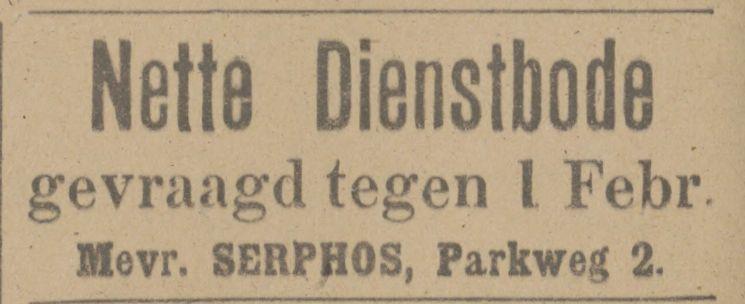 Nette Dienstbode
gevraagd tegen 1 Febr.
Mevr. SERPHOS, Parkweg 2.